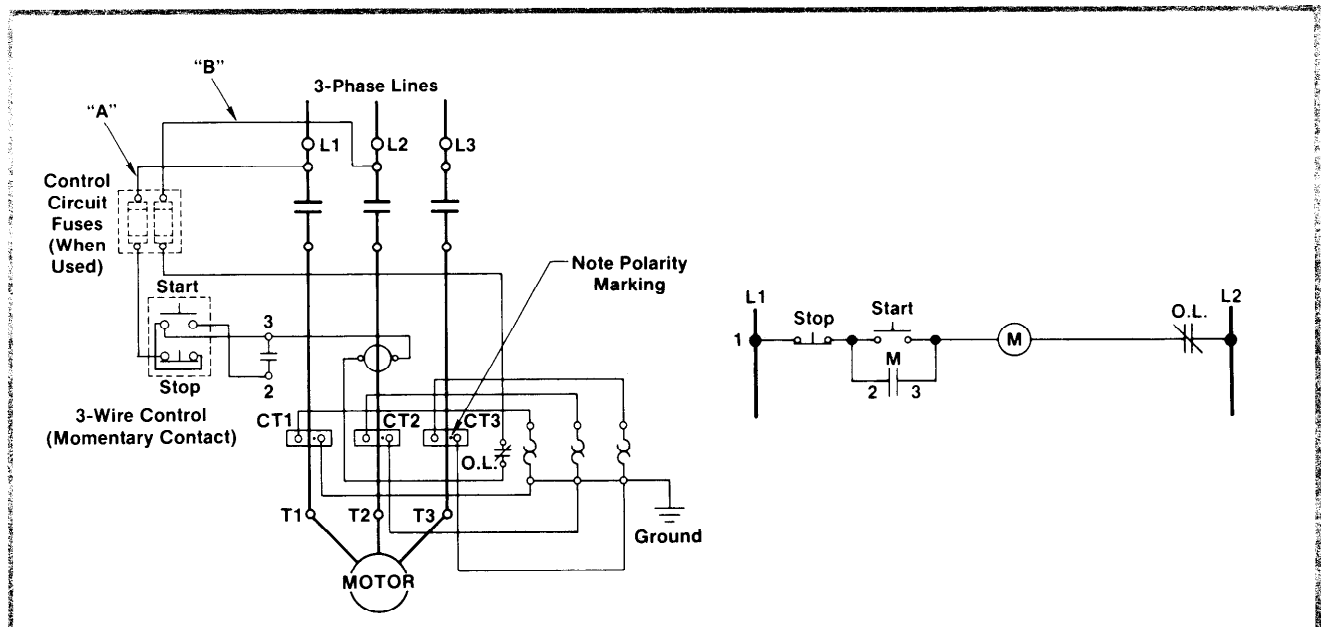 "B"
3-Phase Lines
"A"
L1
L2
L3
Control
Circuit
Fuses
(When
Used)
Note Polarity
Marking
Start
3
2
Stop
3-Wire Control
(Momentary Contact)
CT1
CT2
CT3
O.L.
T1
T2
T3
Ground
MOTOR
L1
L2
Stop
Start
O.L.
1
M
M
2
3